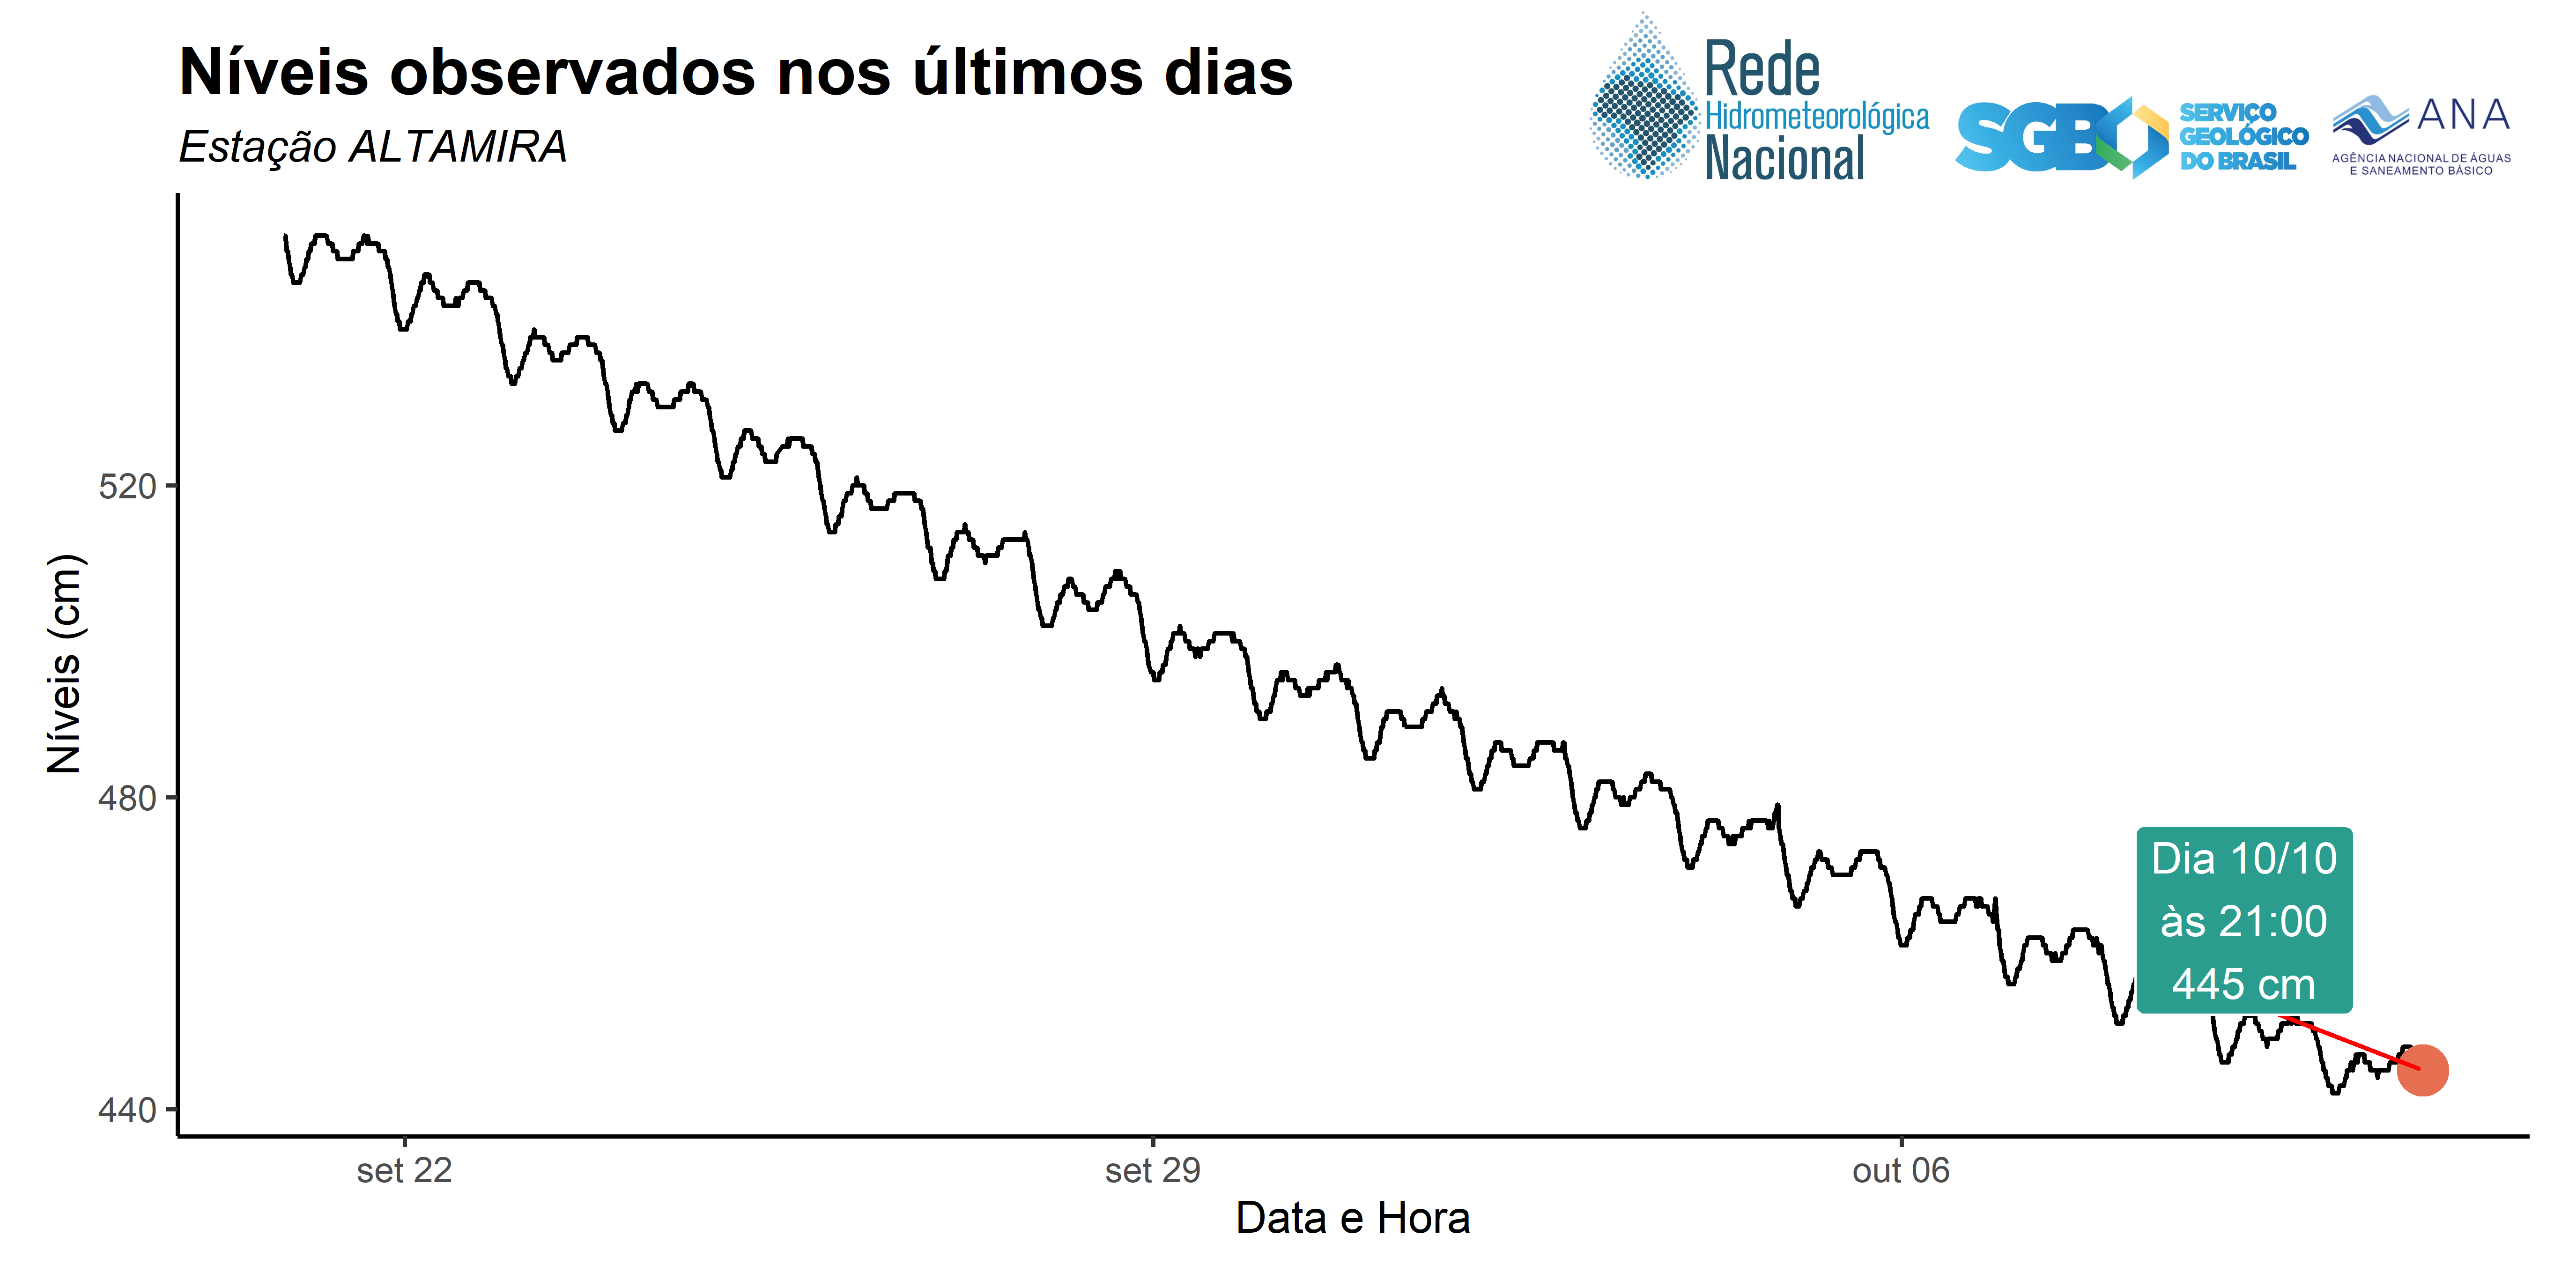 Níveis observados nos últimos dias
Estação ALTAMIRA
Rede
Hidrometeorológica
Nacional
SGB
SERVIÇO
GEOLÓGICO
DO BRASIL
ANA
AGÊNCIA NACIONAL DE ÁGUAS
E SANEAMENTO BÁSICO
Níveis (cm)
520
480
440
Dia 10/10
às 21:00
445 cm
set 22
set 29
out 06
Data e Hora